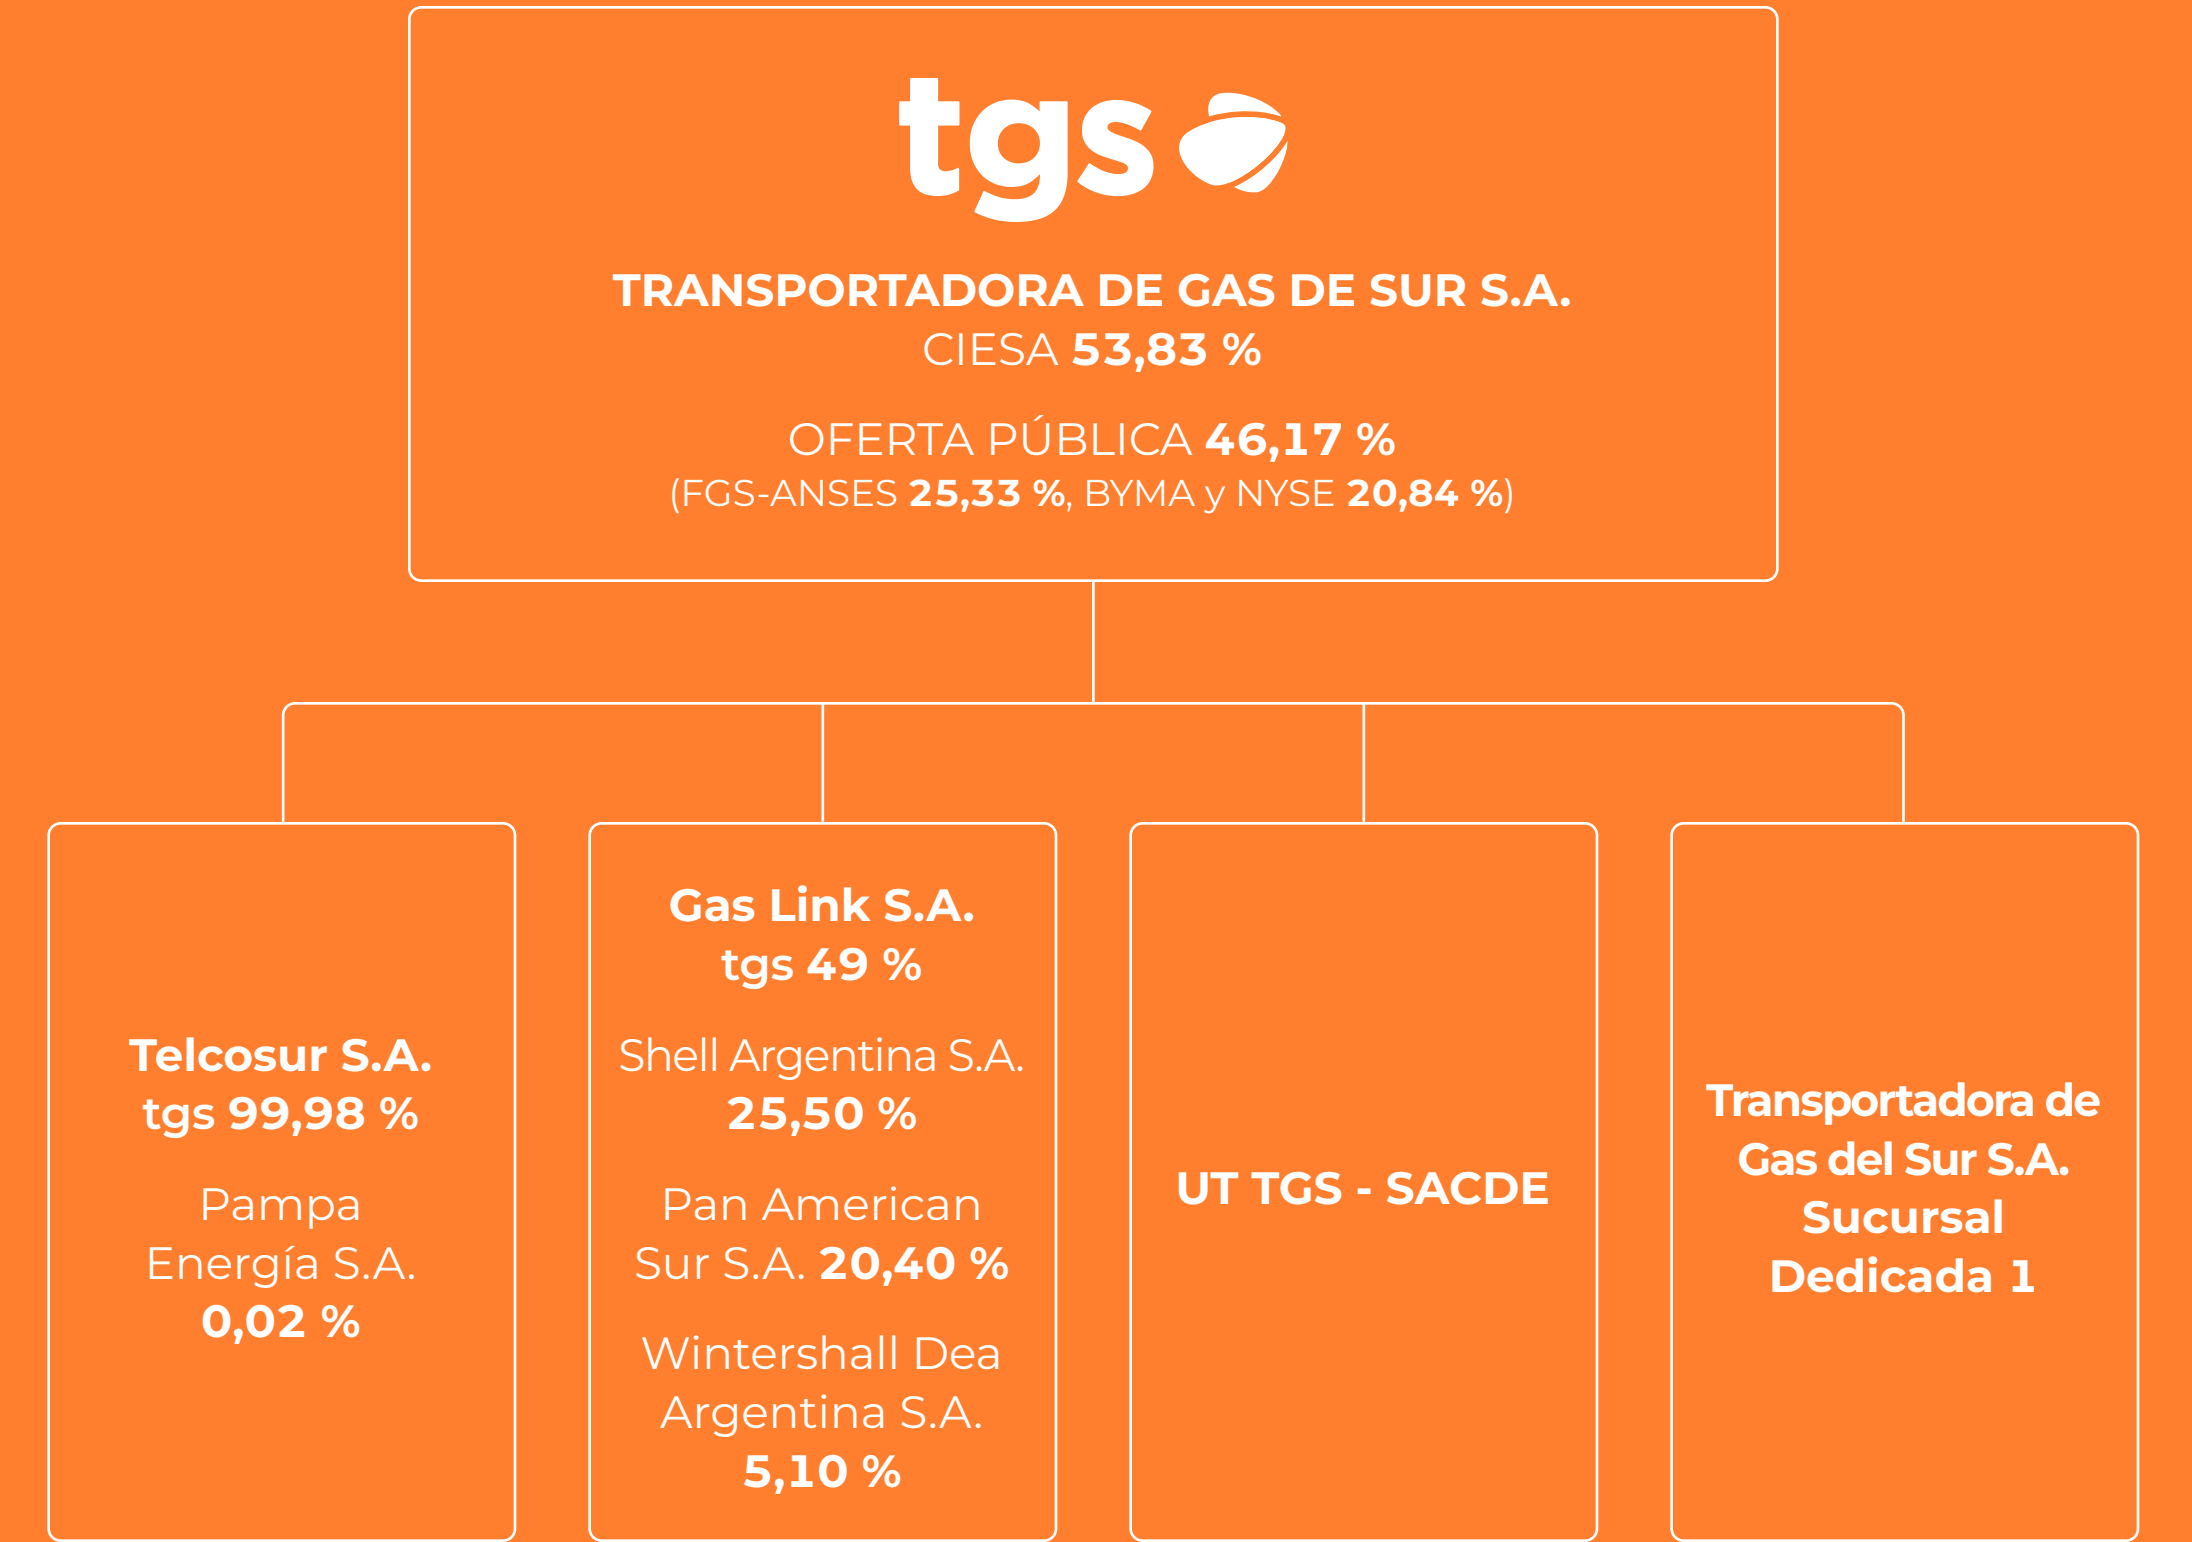 tgs
TRANSPORTADORA DE GAS DE SUR S.A.
CIESA 53,83 %
OFERTA PÚBLICA 46,17 %
(FGS-ANSES 25,33 %, BYMA y NYSE 20,84 %)
Telcosur S.A.
tgs 99,98 %
Pampa
Energía S.A.
0,02 %
Gas Link S.A.
tgs 49 %
Shell Argentina S.A.
25,50 %
Pan American
Sur S.A. 20,40 %
Wintershall Dea
Argentina S.A.
5,10 %
UT TGS - SACDE
Transportadora de
Gas del Sur S.A.
Sucursal
Dedicada 1